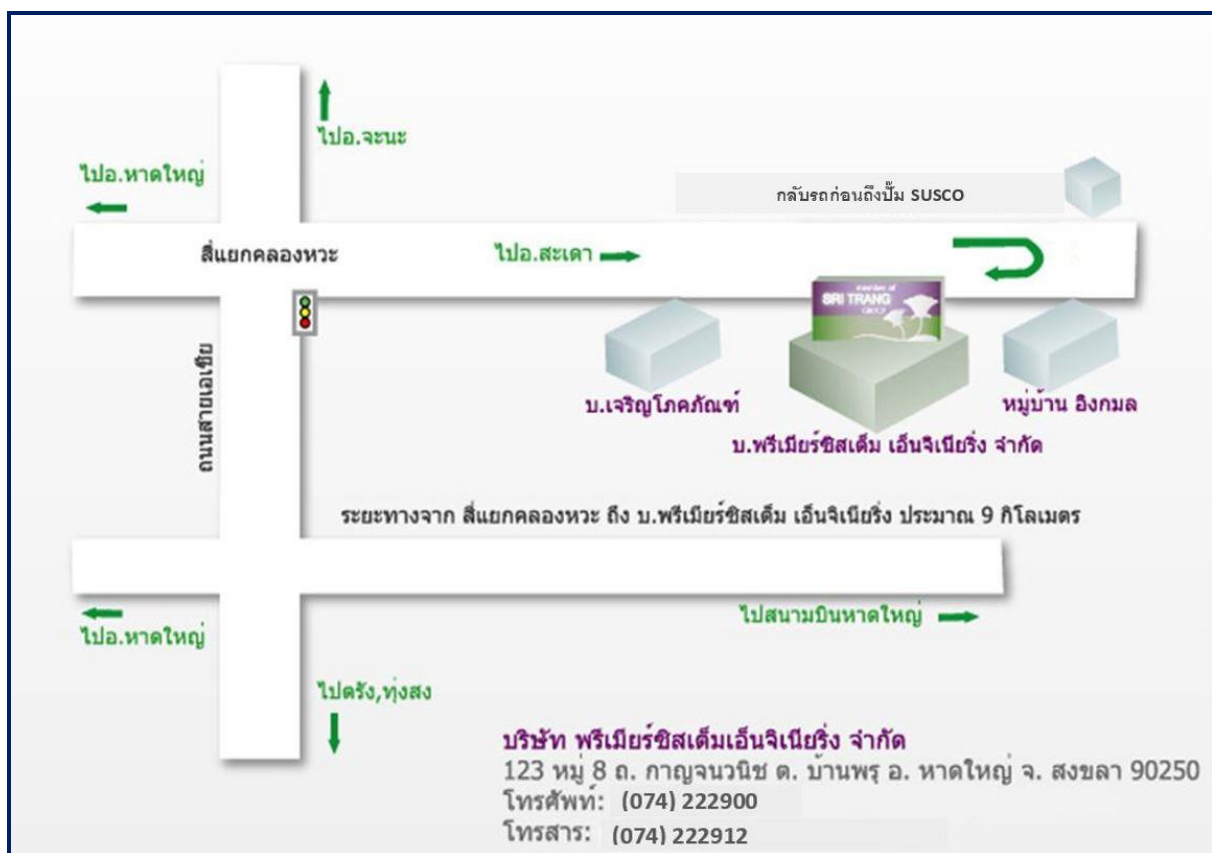 ไปอ.จะนะ
ไปอ.หาดใหญ่
กลับรถก่อนถึงปั๊ม SUSCO
สี่แยกคลองหวะ
ไปอ.สะเดา
member of
SRI TRANG
GROUP
ถนนสายเอเซีย
บ.เจริญโภคภัณฑ์
หมู่บ้าน อิงกมล
บ.พรีเมียร์ซิสเต็ม เอ็นจิเนียริ่ง จำกัด
ระยะทางจาก สี่แยกคลองหวะ ถึง บ.พรีเมียร์ซิสเต็ม เอ็นจิเนียริ่ง ประมาณ 9 กิโลเมตร
ไปอ.หาดใหญ่
ไปสนามบินหาดใหญ่
ไปตรัง,ทุ่งสง
บริษัท พรีเมียร์ซิสเต็มเอ็นจิเนียริ่ง จำกัด
123 หมู่ 8 ถ. กาญจนวนิช ต. บ้านพรุ อ. หาดใหญ่ จ. สงขลา 90250
โทรศัพท์: (074) 222900
โทรสาร: (074) 222912